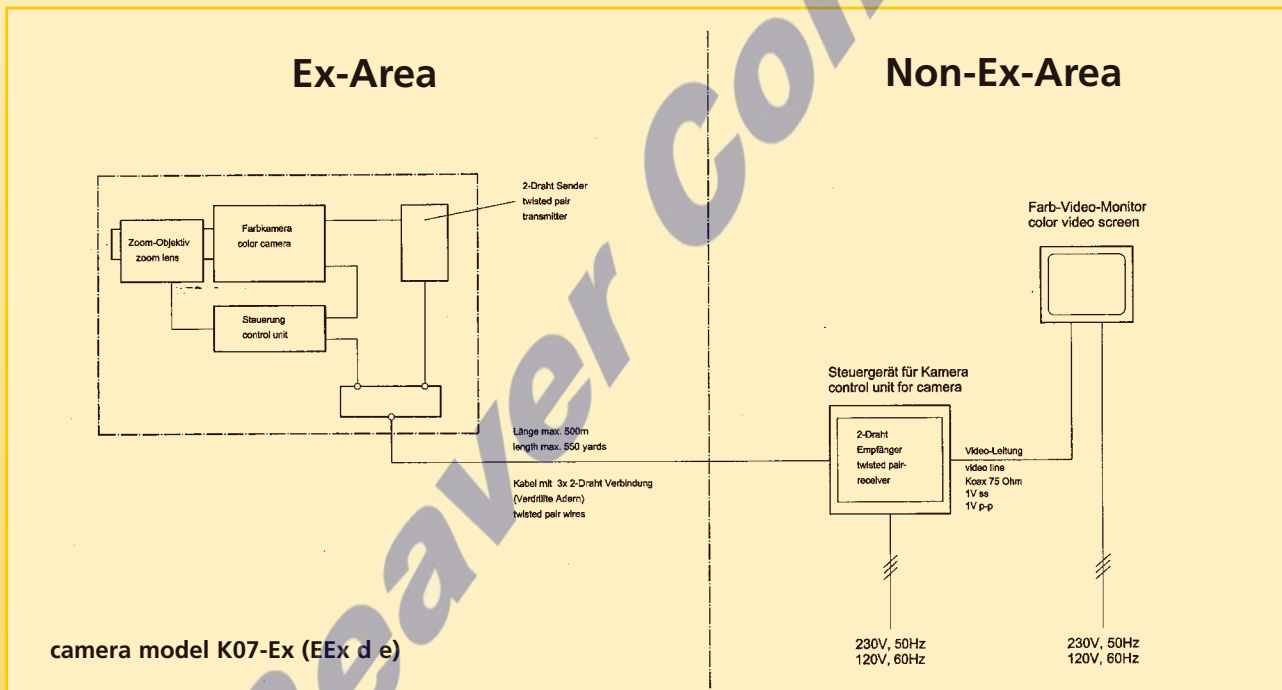 Ex-Area
Non-Ex-Area
2-Draht Sender
twisted pair
transmitter
Zoom-Objektiv
zoom lens
Farbkamera
color camera
Steuerung
control unit
Farb-Video-Monitor
color video screen
Steuergerät für Kamera
control unit for camera
2-Draht
Empfänger
twisted pair-
receiver
Video-Leitung
video line
Koax 75 Ohm
1V ss
1V p-p
Länge max. 500m
length max. 550 yards
Kabel mit 3x 2-Draht Verbindung
(Verdrillte Adern)
twisted pair wires
230V, 50Hz
120V, 60Hz
230V, 50Hz
120V, 60Hz
camera model K07-Ex (EEx d e)